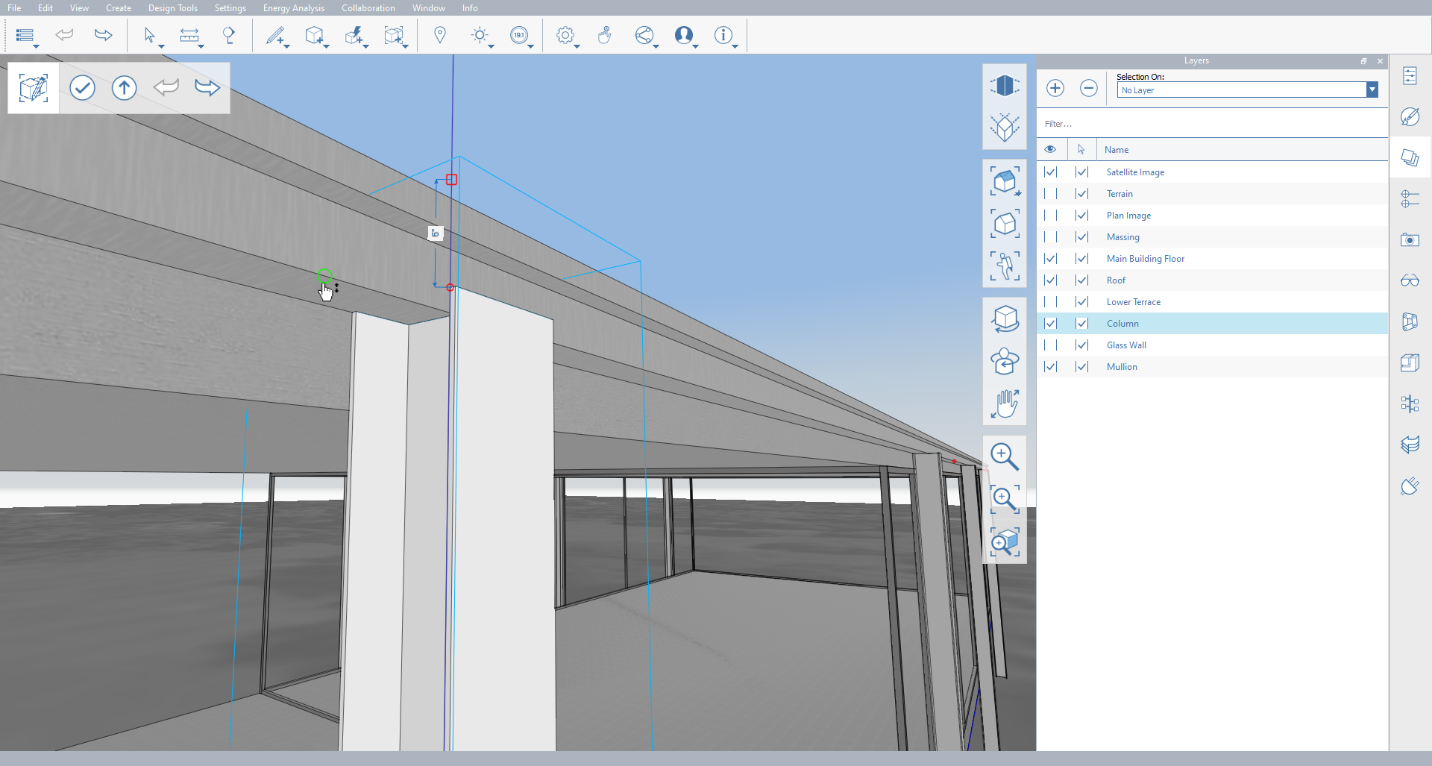 File Edit View Create Design Tools Settings Energy Analysis Collaboration Window Info
Layers
Selection On:
No Layer
Filter...
Name
Satellite Image
Terrain
Plan Image
Massing
Main Building Floor
Roof
Lower Terrace
Column
Glass Wall
Mullion